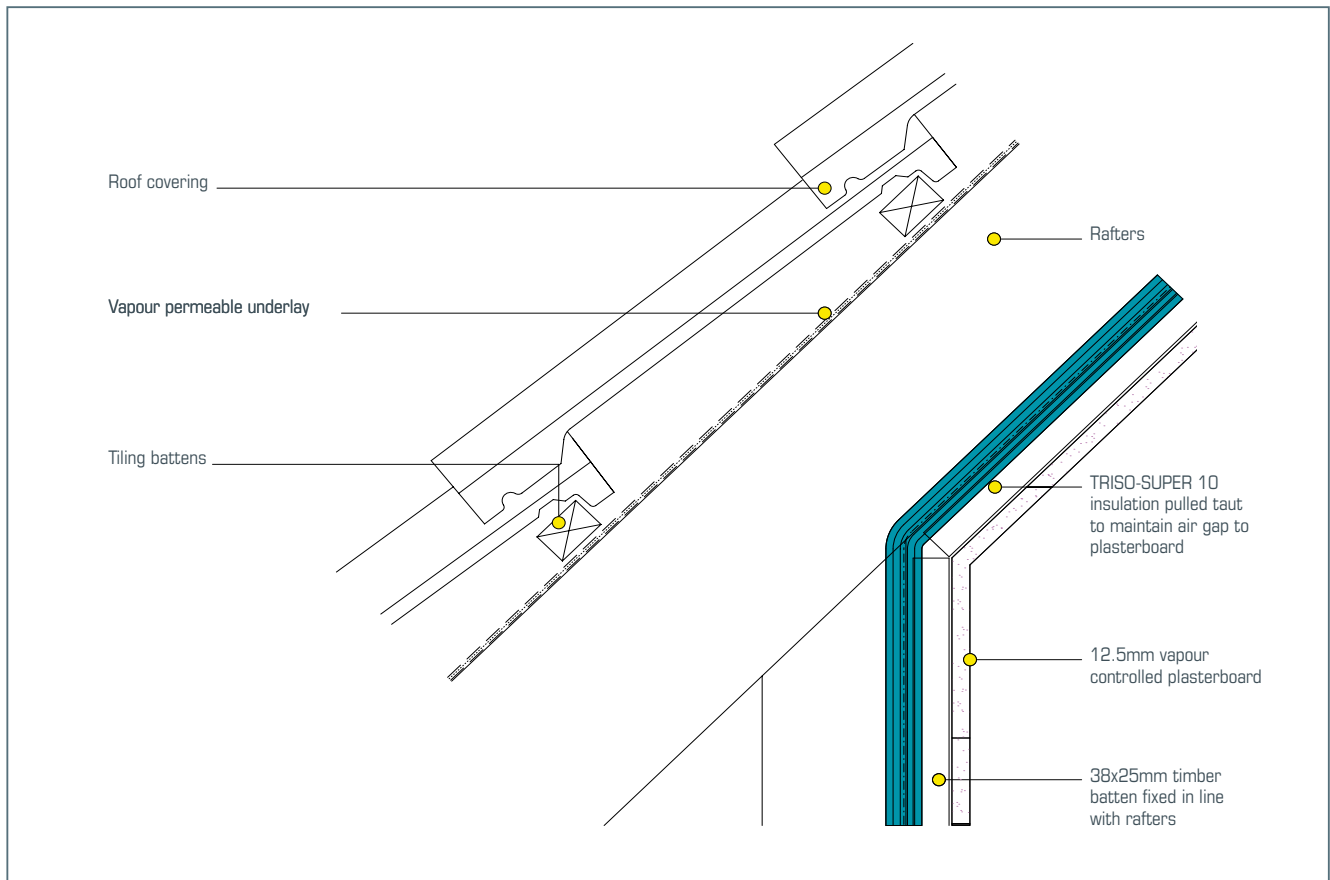 Roof covering
Vapour permeable underlay
Tiling battens
Rafters
TRISO-SUPER 10
insulation pulled taut
to maintain air gap to
plasterboard
12.5mm vapour
controlled plasterboard
38x25mm timber
batten fixed in line
with rafters